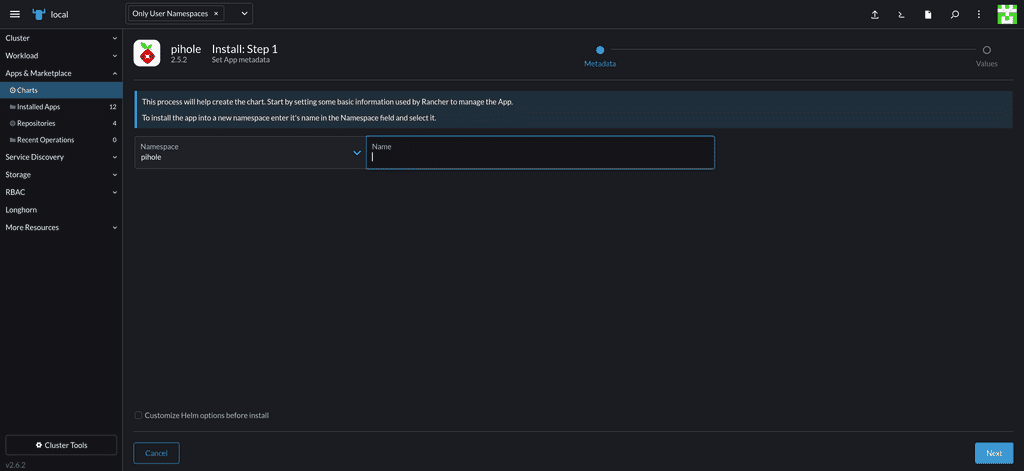 local
Only User Namespaces ×
Cluster
Workload
Apps & Marketplace
Charts
Installed Apps 12
Repositories 4
Recent Operations 0
Service Discovery
Storage
RBAC
Longhorn
More Resources
Cluster Tools
v2.6.2
pihole
2.5.2
Install: Step 1
Set App metadata
Metadata
Values
This process will help create the chart. Start by setting some basic information used by Rancher to manage the App.
To install the app into a new namespace enter it's name in the Namespace field and select it.
Namespace
pihole
Name
Customize Helm options before install
Cancel
Next